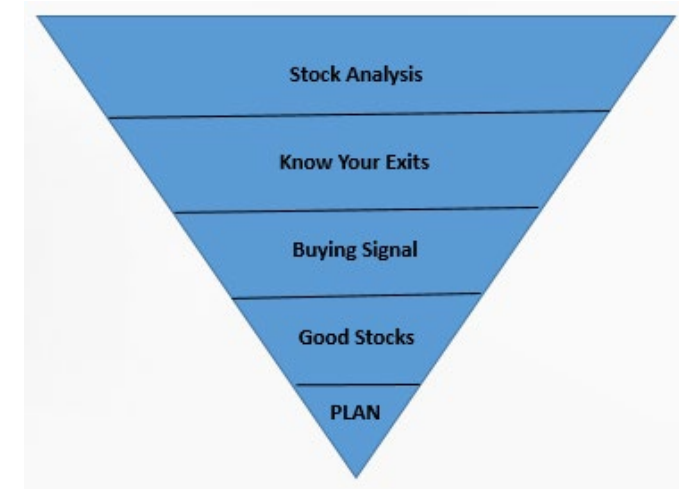 Stock Analysis
Know Your Exits
Buying Signal
Good Stocks
PLAN